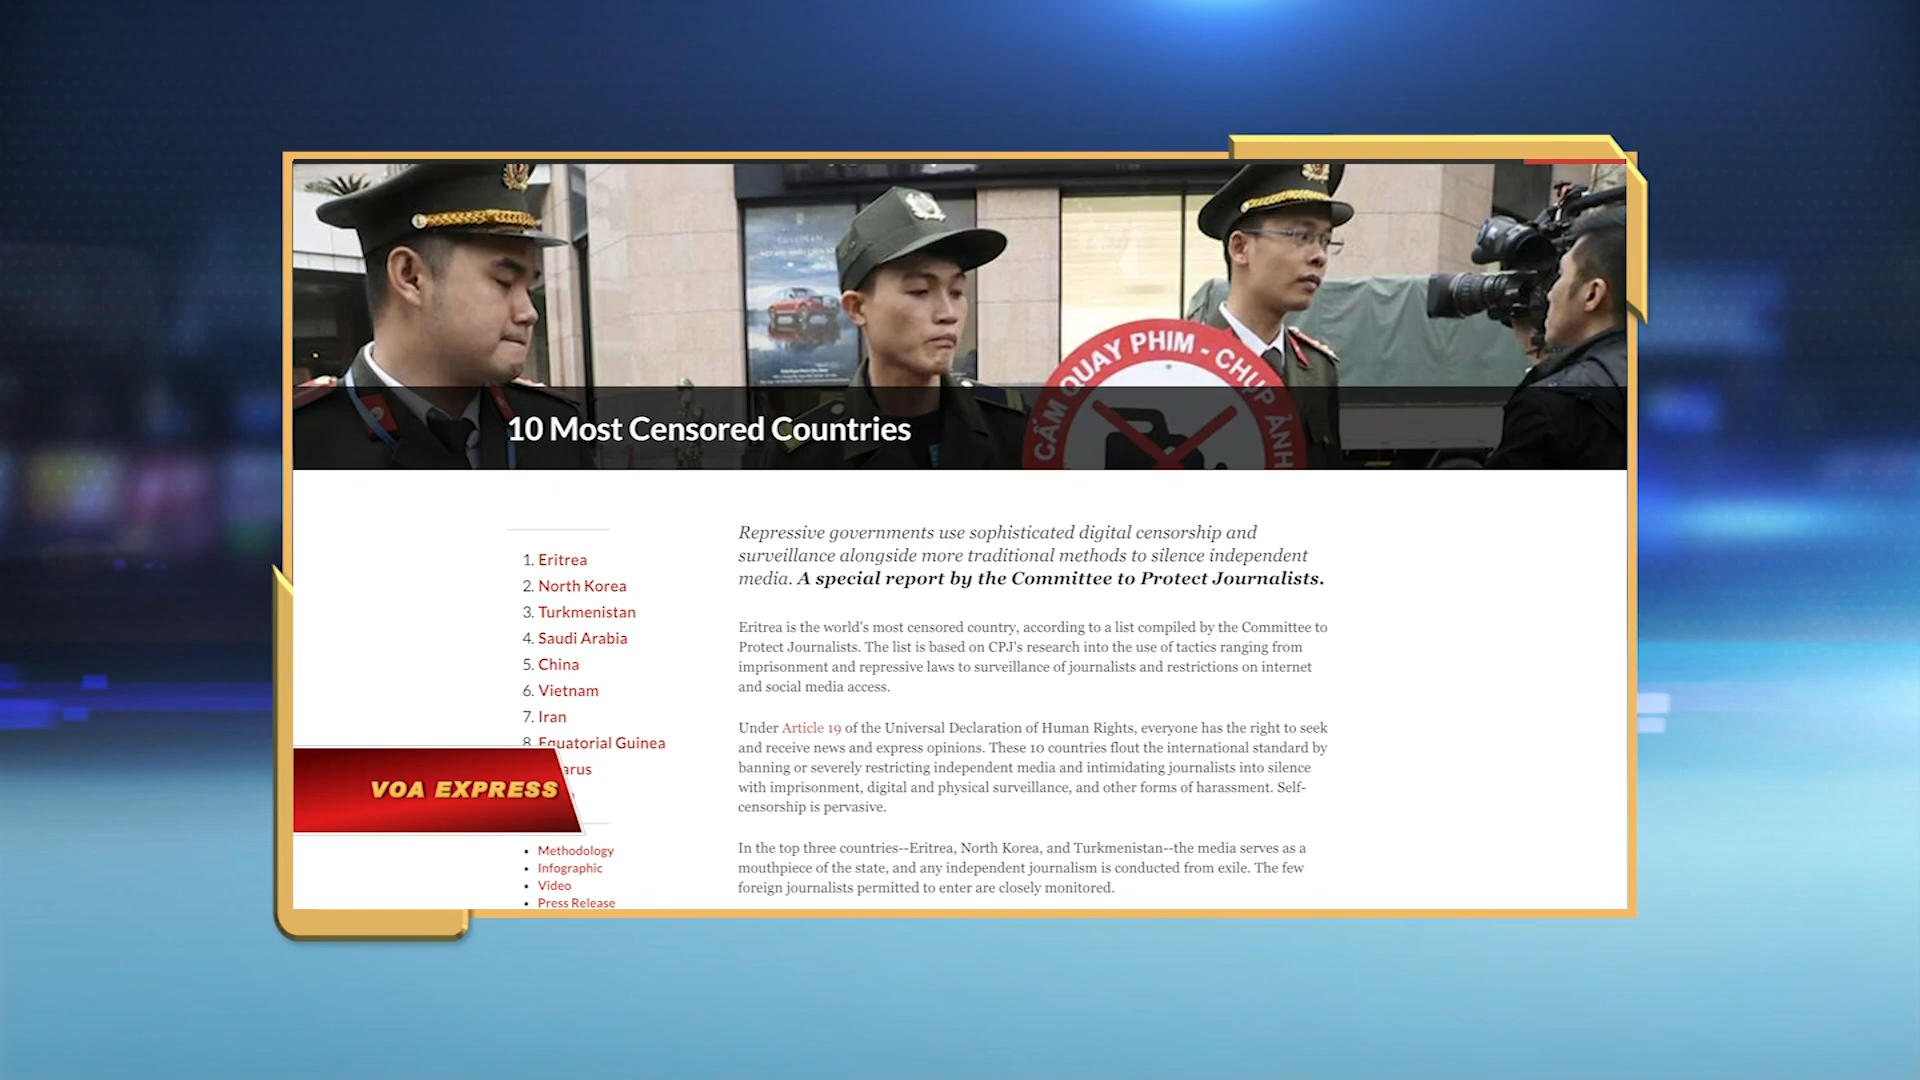 CẤM QUAY PHIM - CHỤP ẢNH
10 Most Censored Countries
1. Eritrea
2. North Korea
3. Turkmenistan
4. Saudi Arabia
5. China
6. Vietnam
7. Iran
8. Equatorial Guinea
VOA EXPRESS
Methodology
Infographic
Video
Press Release
Repressive governments use sophisticated digital censorship and
surveillance alongside more traditional methods to silence independent
media. A special report by the Committee to Protect Journalists.
Eritrea is the world's most censored country, according to a list compiled by the Committee to
Protect Journalists. The list is based on CPJ's research into the use of tactics ranging from
imprisonment and repressive laws to surveillance of journalists and restrictions on internet
and social media access.
Under Article 19 of the Universal Declaration of Human Rights, everyone has the right to seek
and receive news and express opinions. These 10 countries flout the international standard by
banning or severely restricting independent media and intimidating journalists into silence
with imprisonment, digital and physical surveillance, and other forms of harassment. Self-
censorship is pervasive.
In the top three countries--Eritrea, North Korea, and Turkmenistan--the media serves as a
mouthpiece of the state, and any independent journalism is conducted from exile. The few
foreign journalists permitted to enter are closely monitored.